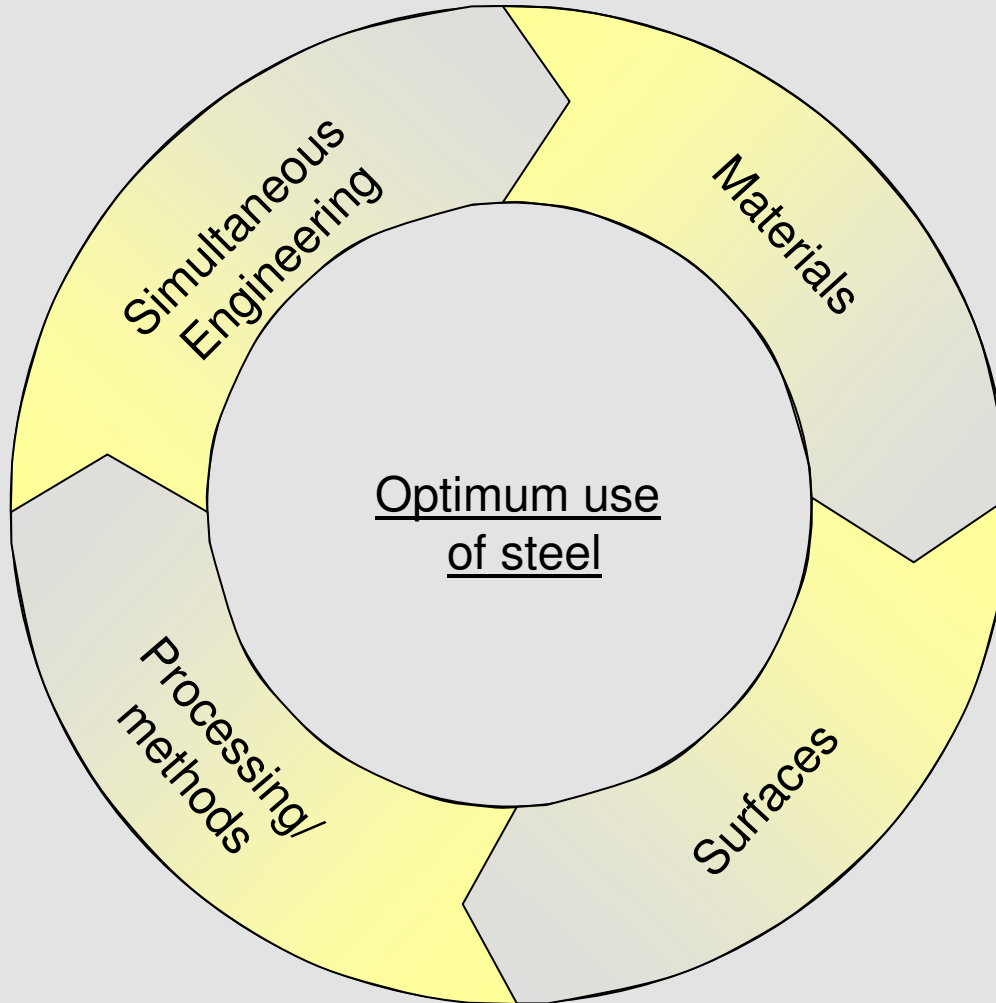 Simultaneous
Engineering
Materials
Optimum use
of steel
Processing/
methods
Surfaces